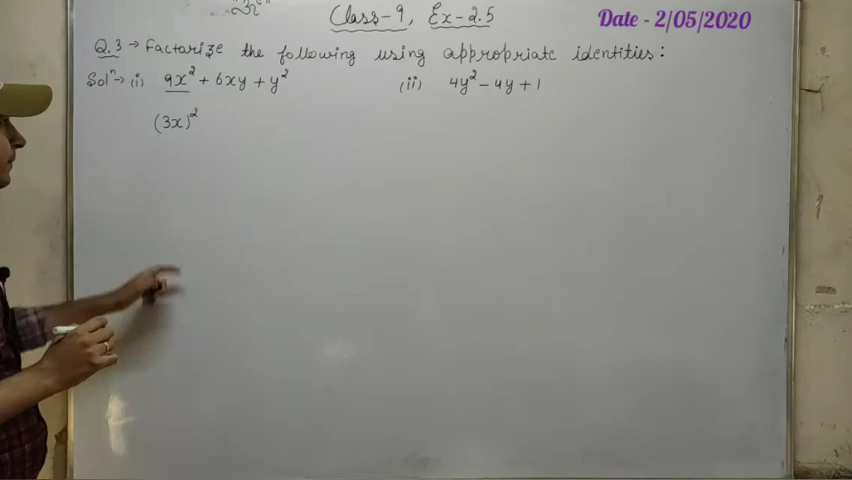 Class-9, Ex-2.5
Date - 2/05/2020
Q.3 → Factorize the following using appropriate identities:
Solⁿ→ (i) 9x² + 6xy + y² (ii) 4y² - 4y + 1
(3x)²